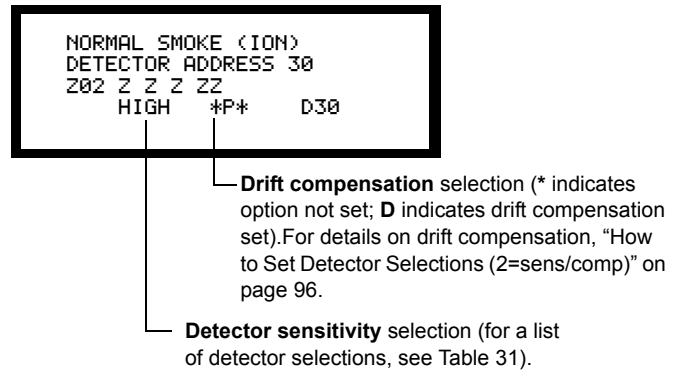 NORMAL SMOKE (ION)
DETECTOR ADDRESS 30
Z02 Z Z Z ZZ
HIGH *P* D30
Drift compensation selection (* indicates
option not set; D indicates drift compensation
set).For details on drift compensation, “How
to Set Detector Selections (2=sens/comp)” on
page 96.
Detector sensitivity selection (for a list
of detector selections, see Table 31).